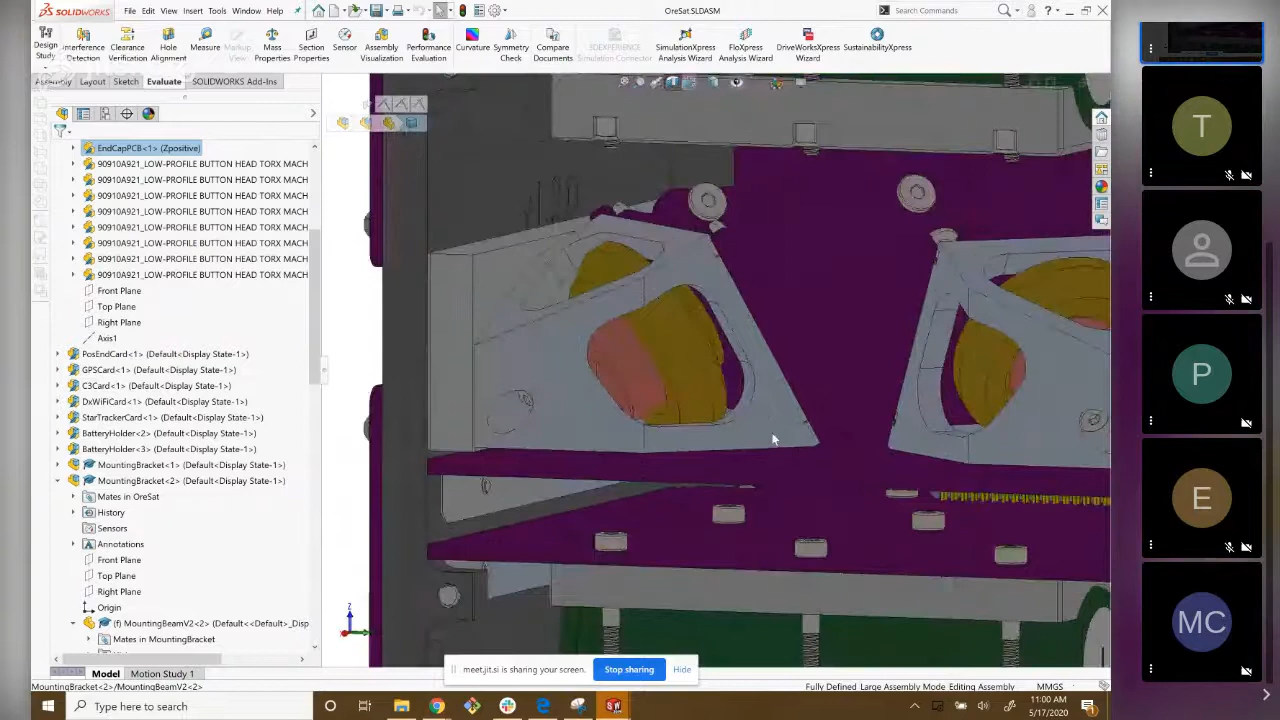 SOLIDWORKS File Edit View Insert Tools Window Help OreSat.SLDASM Search Commands
Design Study
Interference Detection
Clearance Verification
Hole Alignment
Measure
Markup View
Mass Properties
Section Properties
Sensor
Assembly Visualization
Performance Evaluation
Curvature
Symmetry Check
Compare Documents
3DEXPERIENCE Simulation Connector
SimulationXpress Analysis Wizard
FloXpress Analysis Wizard
DriveWorksXpress Wizard
SustainabilityXpress
Assembly Layout Sketch Evaluate SOLIDWORKS Add-Ins
EndCapPCB<1> (Zpositive)
90910A921_LOW-PROFILE BUTTON HEAD TORX MACH
90910A921_LOW-PROFILE BUTTON HEAD TORX MACH
90910A921_LOW-PROFILE BUTTON HEAD TORX MACH
90910A921_LOW-PROFILE BUTTON HEAD TORX MACH
90910A921_LOW-PROFILE BUTTON HEAD TORX MACH
90910A921_LOW-PROFILE BUTTON HEAD TORX MACH
90910A921_LOW-PROFILE BUTTON HEAD TORX MACH
90910A921_LOW-PROFILE BUTTON HEAD TORX MACH
Front Plane
Top Plane
Right Plane
Axis1
PosEndCard<1> (Default<Display State-1>)
GPSCard<1> (Default<Display State-1>)
C3Card<1> (Default<Display State-1>)
DxWiFiCard<1> (Default<Display State-1>)
StarTrackerCard<1> (Default<Display State-1>)
BatteryHolder<2> (Default<Display State-1>)
BatteryHolder<3> (Default<Display State-1>)
MountingBracket<1> (Default<Display State-1>)
MountingBracket<2> (Default<Display State-1>)
Mates in OreSat
History
Sensors
Annotations
Front Plane
Top Plane
Right Plane
Origin
(f) MountingBeamV2<2> (Default<<Default>_Disp
Mates in MountingBracket
Z
Model Motion Study 1
meet.jit.si is sharing your screen. Stop sharing Hide
MountingBracket<2>/MountingBeamV2<2> Fully Defined Large Assembly Mode Editing Assembly MMGS
Type here to search
11:00 AM
5/17/2020
T
P
E
MC